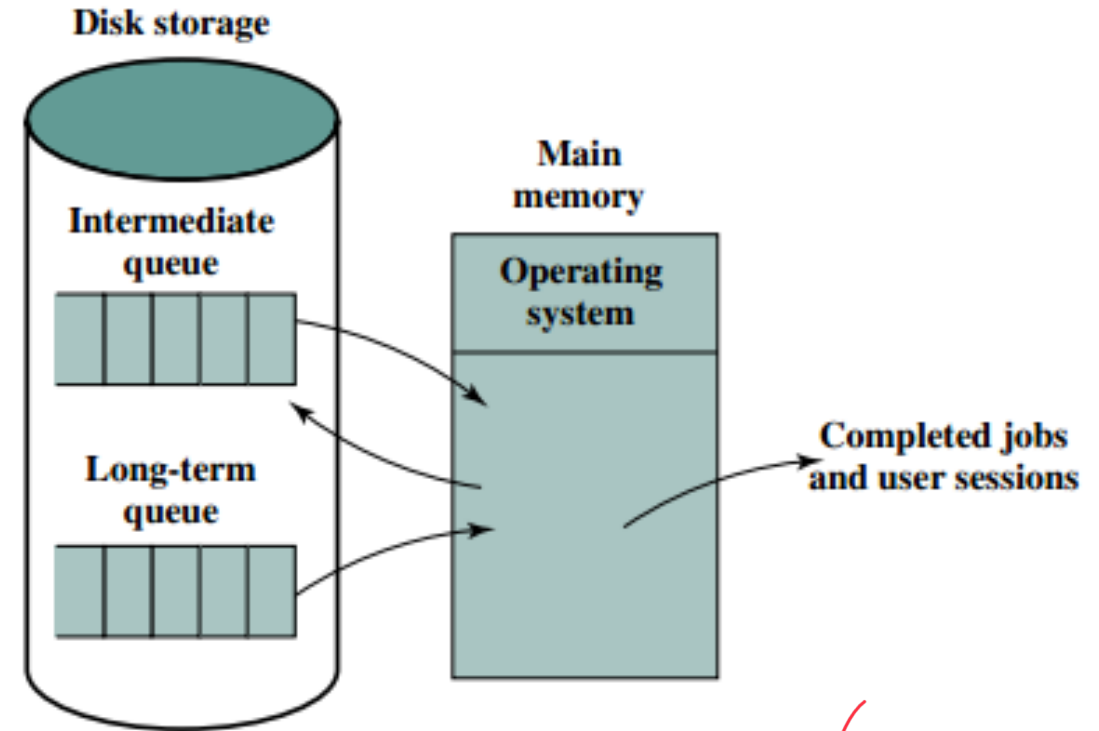 Disk storage
Intermediate
queue
Long-term
queue
Main
memory
Operating
system
Completed jobs
and user sessions